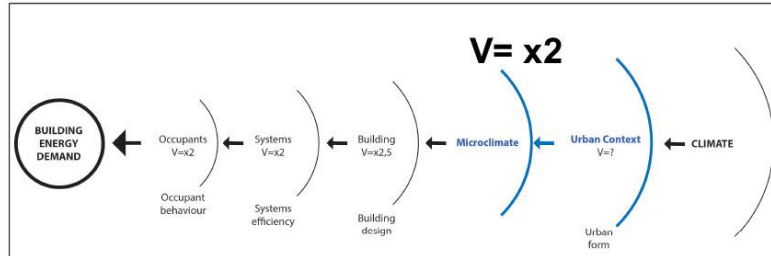 V= x2
BUILDING
ENERGY
DEMAND
Occupants
V=x2
Systems
V=x2
Building
V=x2,5
Microclimate
Urban Context
V=?
CLIMATE
Occupant
behaviour
Systems
efficiency
Building
design
Urban
form